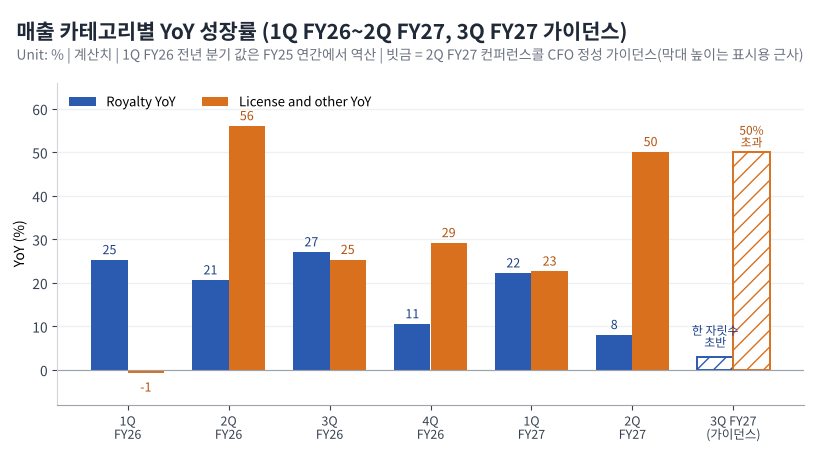 매출 카테고리별 YoY 성장률 (1Q FY26~2Q FY27, 3Q FY27 가이던스)
Unit: % | 계산치 | 1Q FY26 전년 분기 값은 FY25 연간에서 역산 | 빗금 = 2Q FY27 컨퍼런스콜 CFO 정성 가이던스(막대 높이는 표시용 근사)
Royalty YoY
License and other YoY
YoY (%)
60
50
40
30
20
10
0
25
-1
21
56
27
25
11
29
22
23
8
50
한 자릿수
초반
50%
초과
1Q
FY26
2Q
FY26
3Q
FY26
4Q
FY26
1Q
FY27
2Q
FY27
3Q FY27
(가이던스)